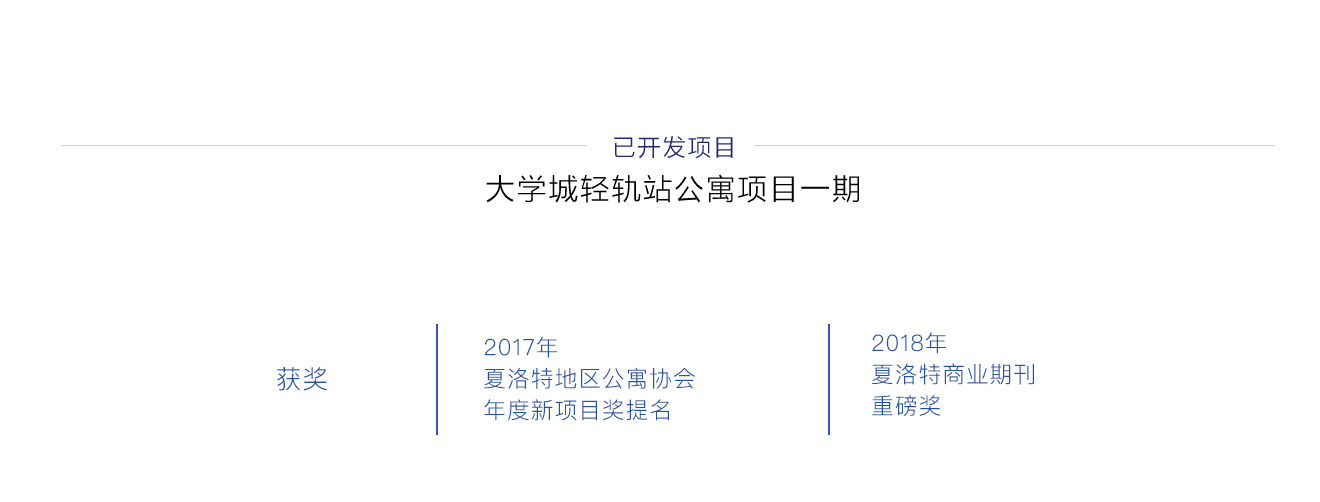 已开发项目
大学城轻轨站公寓项目一期
获奖
2017年
夏洛特地区公寓协会
年度新项目奖提名
2018年
夏洛特商业期刊
重磅奖